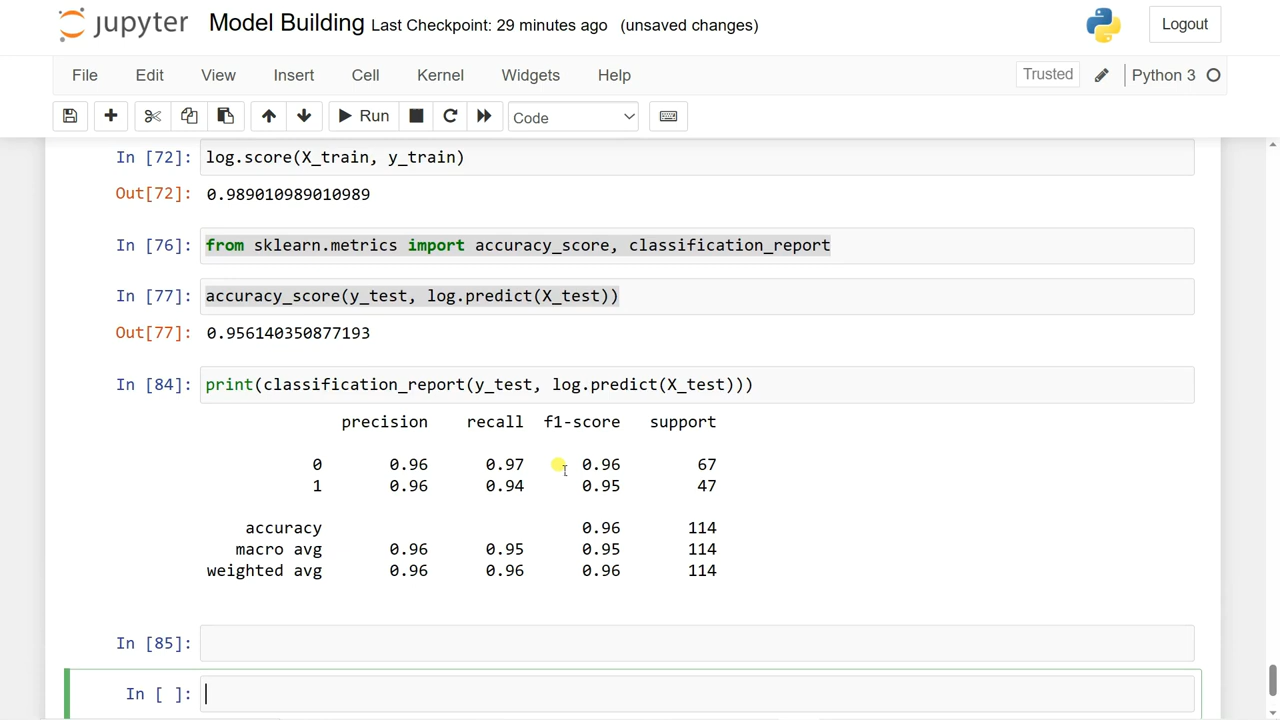 jupyter Model Building Last Checkpoint: 29 minutes ago (unsaved changes) Logout
File Edit View Insert Cell Kernel Widgets Help Trusted Python 3
Run Code
In [72]: log.score(X_train, y_train)
Out[72]: 0.989010989010989
In [76]: from sklearn.metrics import accuracy_score, classification_report
In [77]: accuracy_score(y_test, log.predict(X_test))
Out[77]: 0.956140350877193
In [84]: print(classification_report(y_test, log.predict(X_test)))
precision recall f1-score support
0 0.96 0.97 0.96 67
1 0.96 0.94 0.95 47
accuracy 0.96 114
macro avg 0.96 0.95 0.95 114
weighted avg 0.96 0.96 0.96 114
In [85]:
In [ ]: